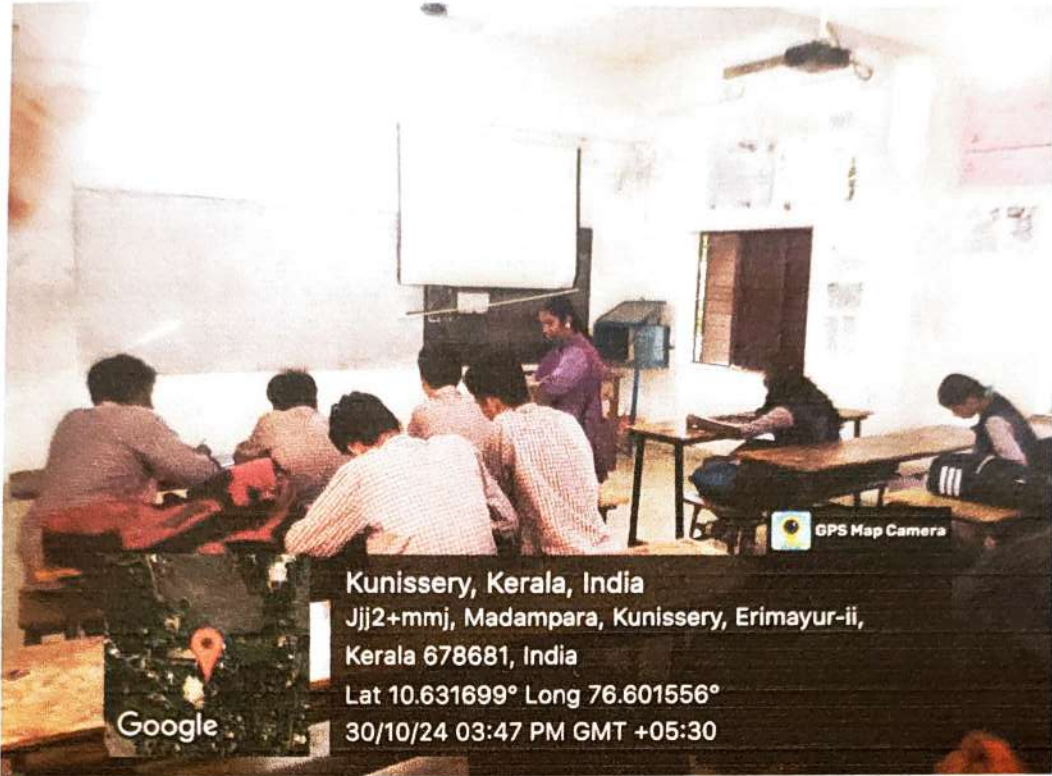 GPS Map Camera
Kunissery, Kerala, India
Jjj2+mmj, Madampara, Kunissery, Erimayur-ii,
Kerala 678681, India
Lat 10.631699° Long 76.601556°
30/10/24 03:47 PM GMT +05:30
Google